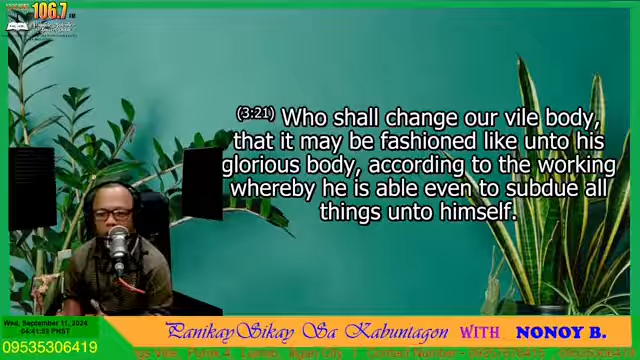 106.7 FM
(3:21) Who shall change our vile body,
that it may be fashioned like unto his
glorious body, according to the working
whereby he is able even to subdue all
things unto himself.
Wed, September 11, 2024
PHST
09535306419
PanikaySikay Sa Kabuntagon WITH NONOY B.